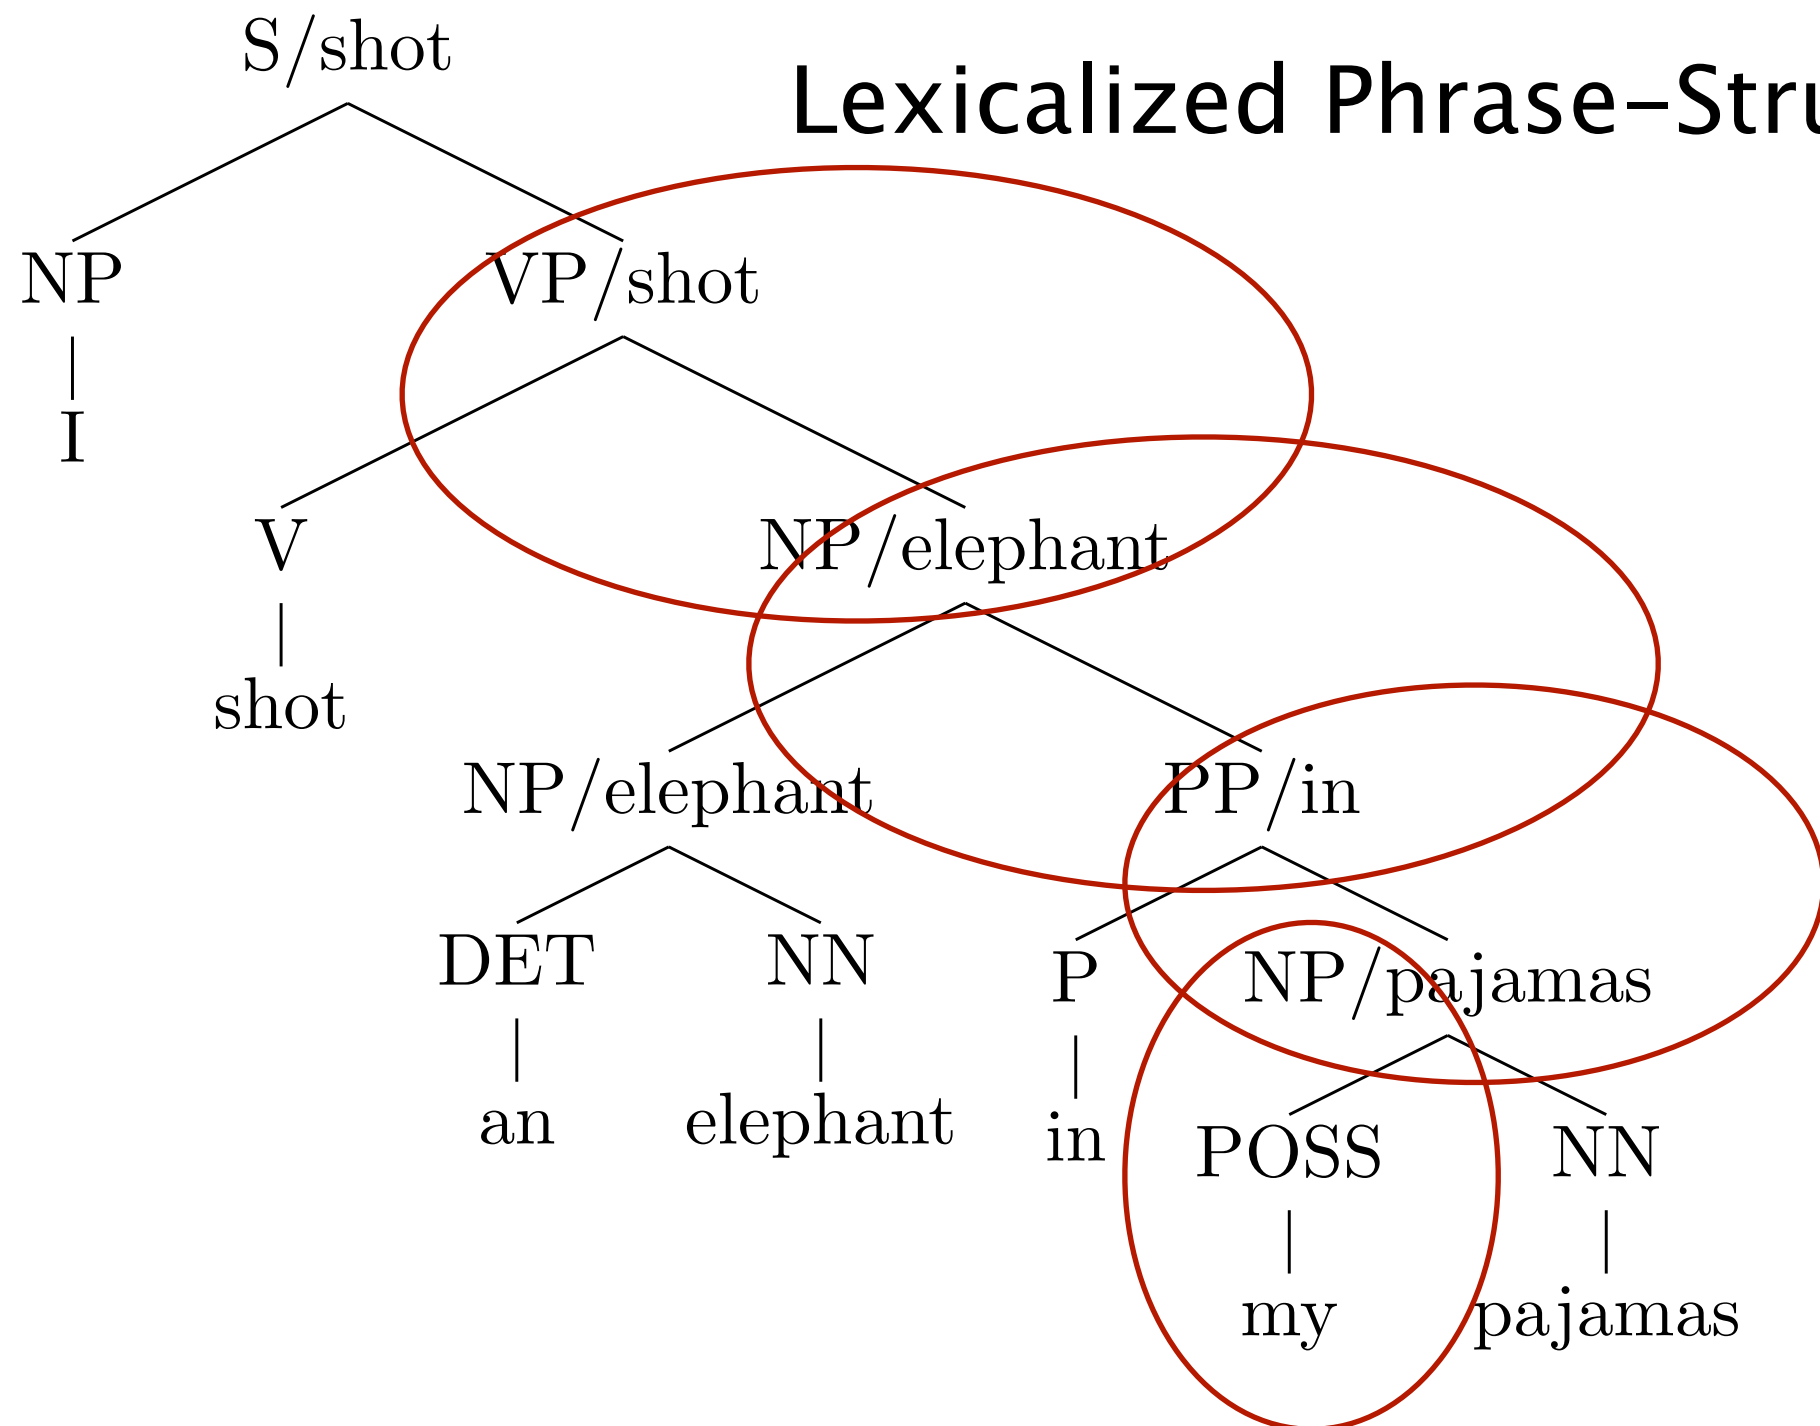 S/shot
Lexicalized Phrase-Stru
NP VP/shot
I
V NP/elephant
shot
NP/elephant PP/in
DET NN P NP/pajamas
an elephant in POSS NN
my pajamas